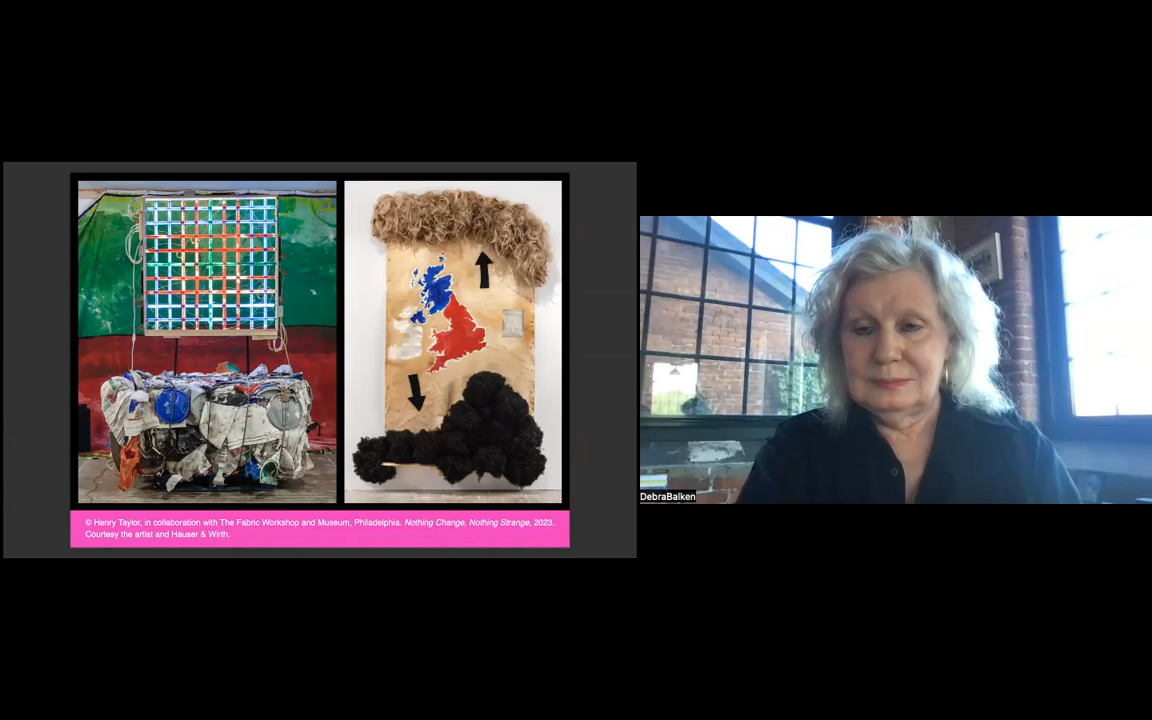 © Henry Taylor, in collaboration with The Fabric Workshop and Museum, Philadelphia. Nothing Change, Nothing Strange, 2023.
Courtesy the artist and Hauser & Wirth.
DebraBalken